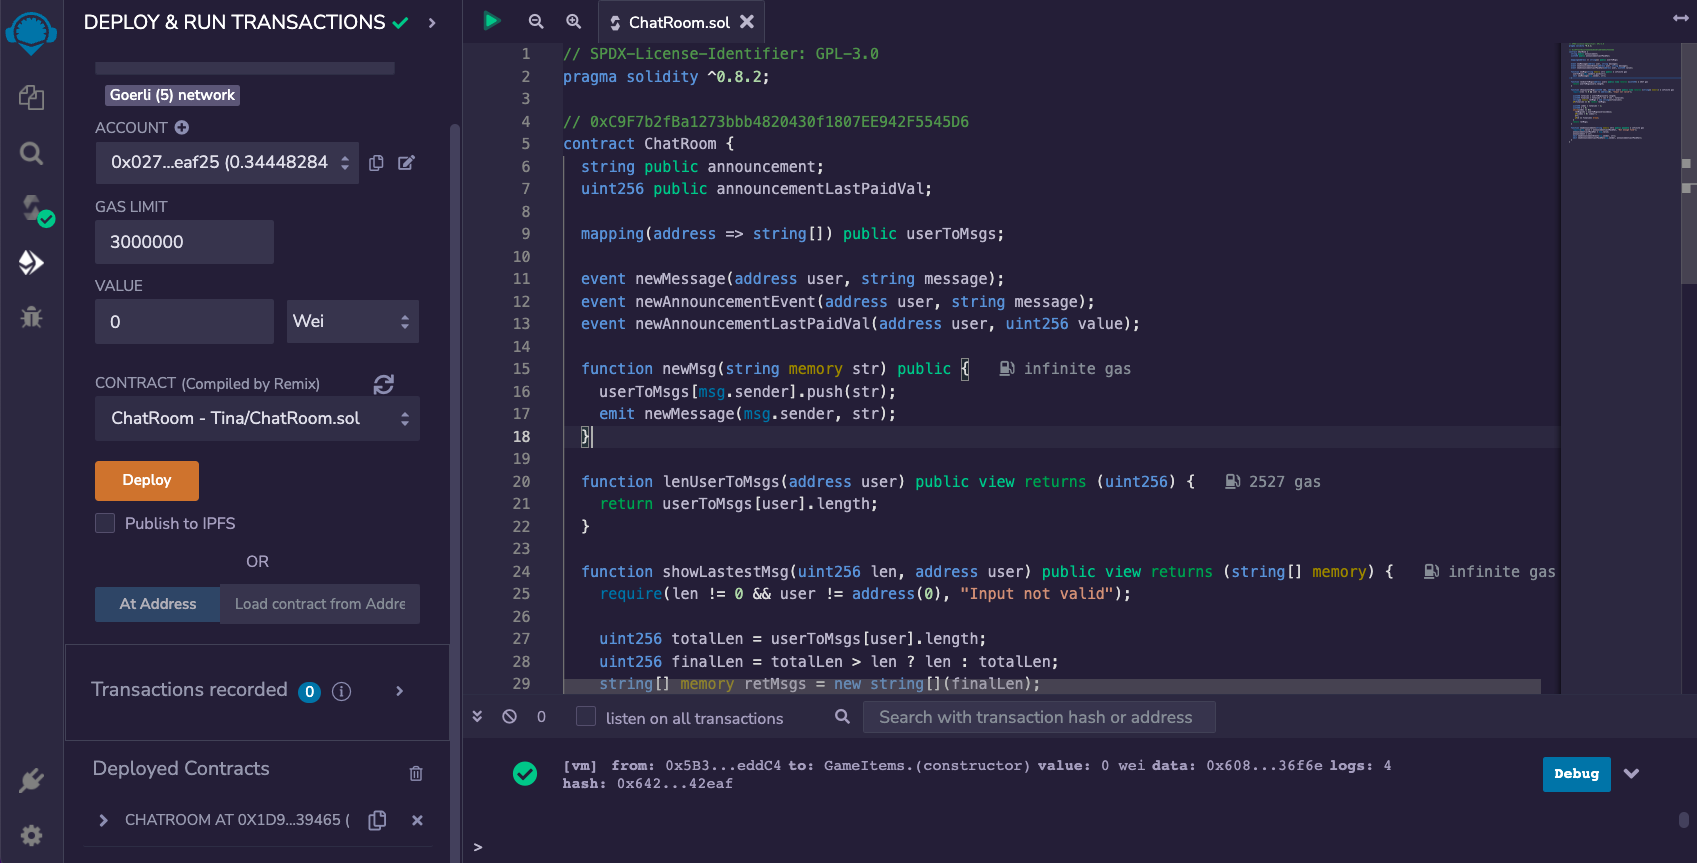 DEPLOY & RUN TRANSACTIONS
Goerli (5) network
ACCOUNT
0x027...eaf25 (0.34448284
GAS LIMIT
3000000
VALUE
0
Wei
CONTRACT (Compiled by Remix)
ChatRoom - Tina/ChatRoom.sol
Deploy
Publish to IPFS
OR
At Address
Load contract from Addre
Transactions recorded 0 i
Deployed Contracts
CHATROOM AT 0X1D9...39465 (
ChatRoom.sol
1 // SPDX-License-Identifier: GPL-3.0
2 pragma solidity ^0.8.2;
3
4 // 0xC9F7b2fBa1273bbb4820430f1807EE942F5545D6
5 contract ChatRoom {
6 string public announcement;
7 uint256 public announcementLastPaidVal;
8
9 mapping(address => string[]) public userToMsgs;
10
11 event newMessage(address user, string message);
12 event newAnnouncementEvent(address user, string message);
13 event newAnnouncementLastPaidVal(address user, uint256 value);
14
15 function newMsg(string memory str) public { infinite gas
16 userToMsgs[msg.sender].push(str);
17 emit newMessage(msg.sender, str);
18 }
19
20 function lenUserToMsgs(address user) public view returns (uint256) { 2527 gas
21 return userToMsgs[user].length;
22 }
23
24 function showLastestMsg(uint256 len, address user) public view returns (string[] memory) { infinite gas
25 require(len != 0 && user != address(0), "Input not valid");
26
27 uint256 totalLen = userToMsgs[user].length;
28 uint256 finalLen = totalLen > len ? len : totalLen;
29 string[] memory retMsgs = new string[](finalLen);
0
listen on all transactions
Search with transaction hash or address
[vm] from: 0x5B3...eddC4 to: GameItems.(constructor) value: 0 wei data: 0x608...36f6e logs: 4
hash: 0x642...42eaf
Debug
>